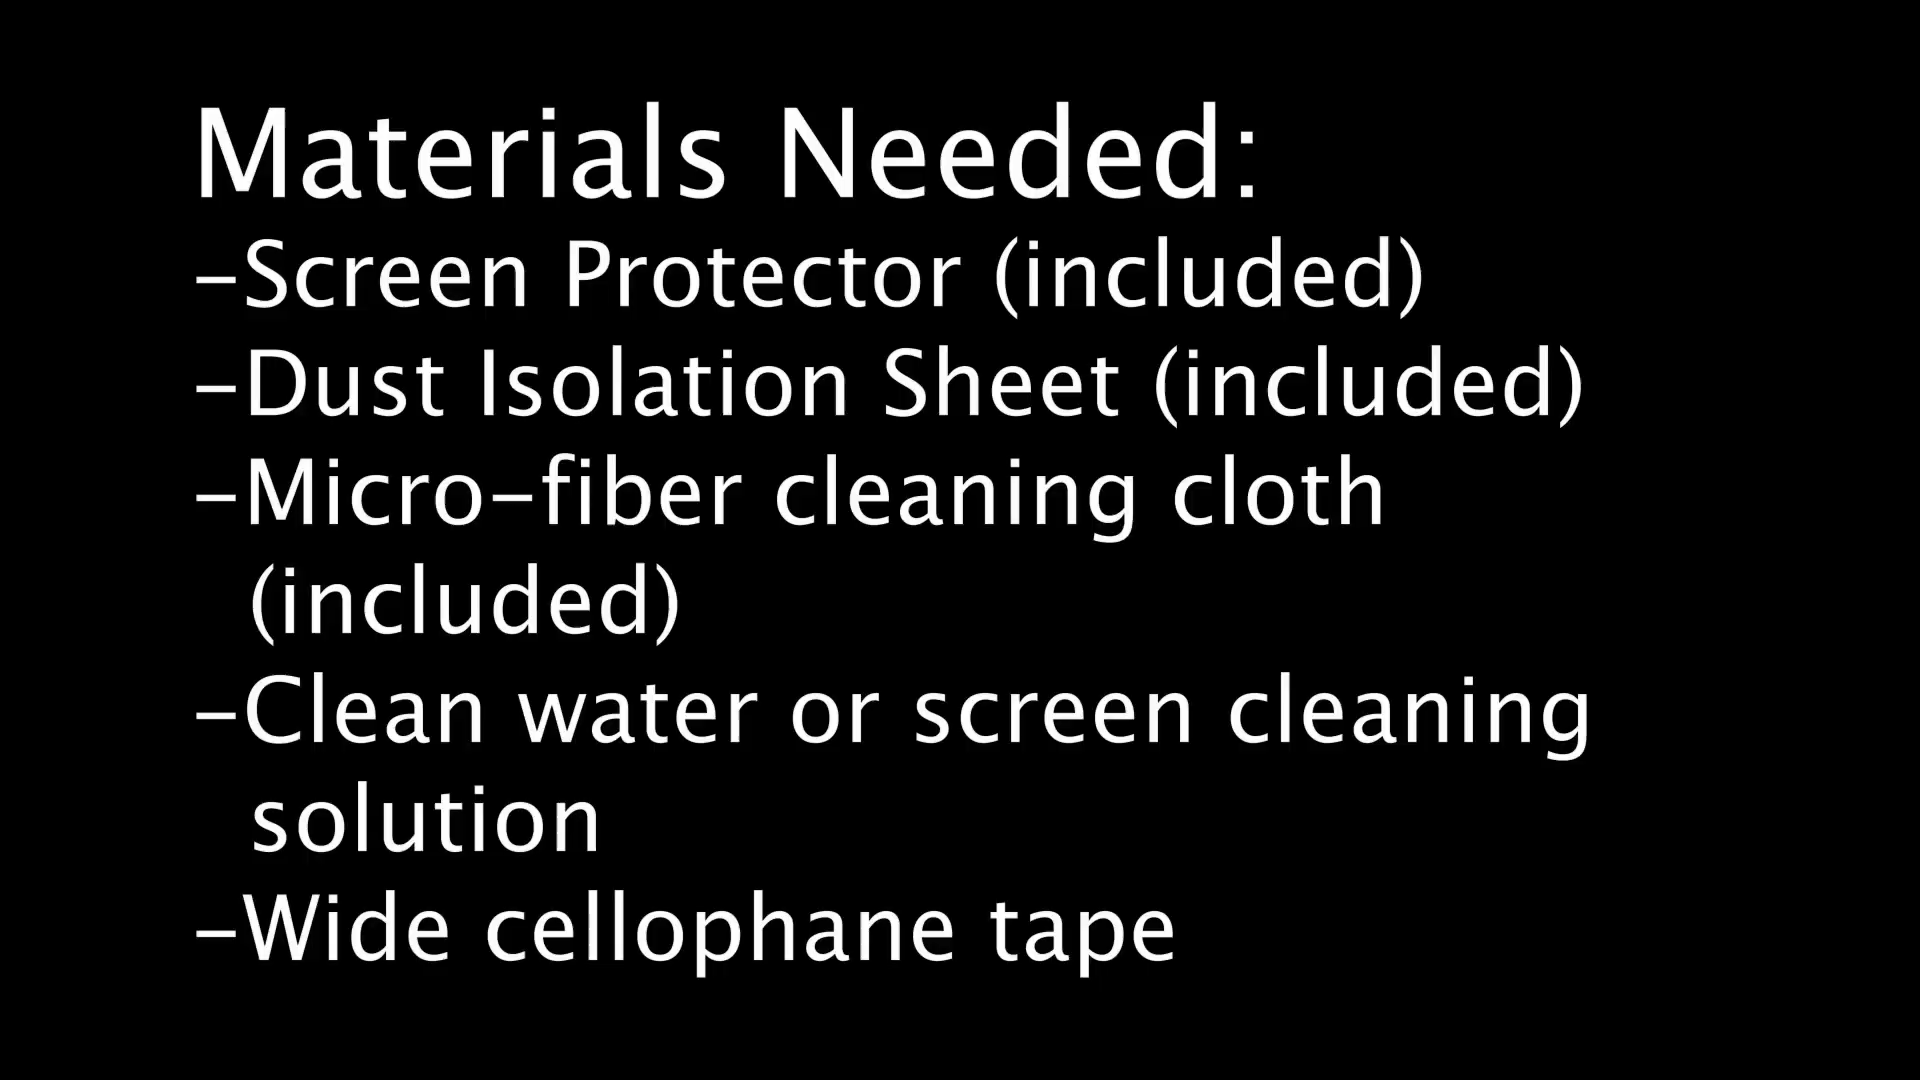 Materials Needed:
-Screen Protector (included)
-Dust Isolation Sheet (included)
-Micro-fiber cleaning cloth
(included)
-Clean water or screen cleaning
solution
-Wide cellophane tape